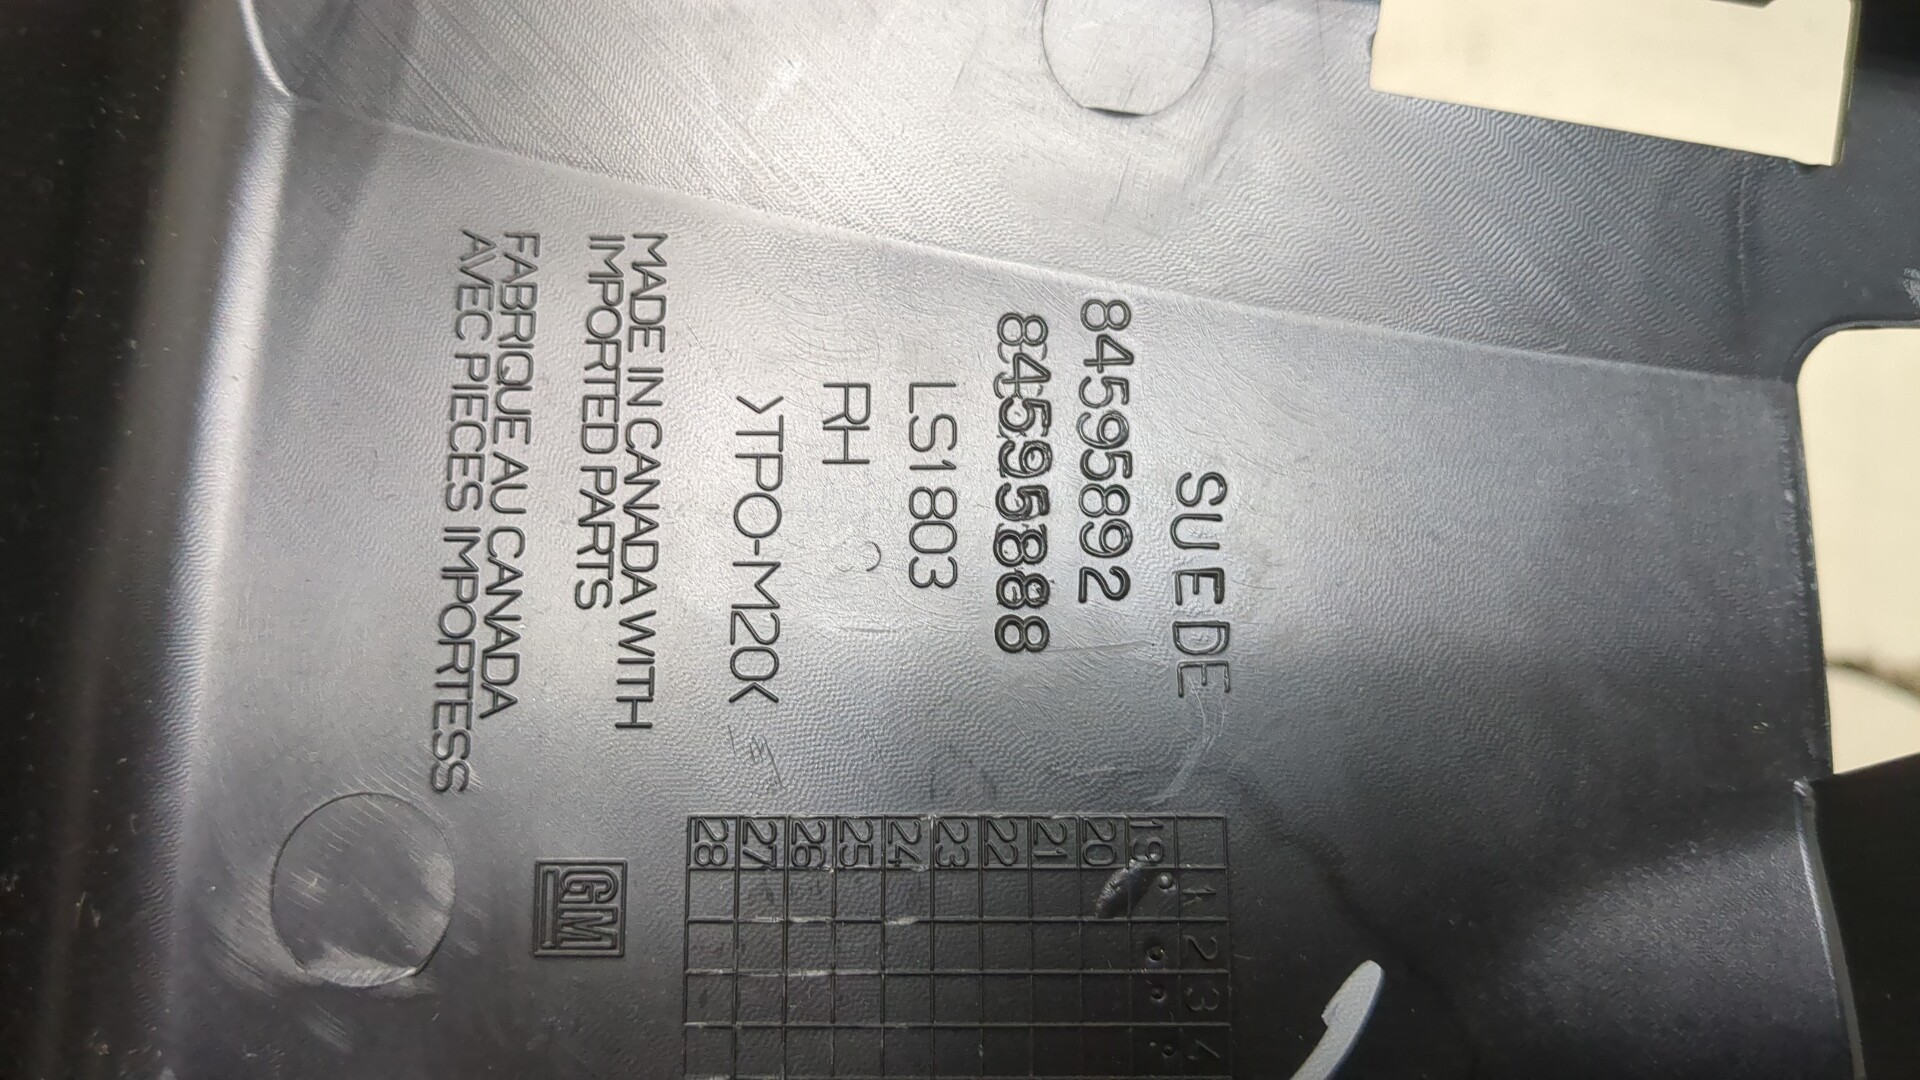 SUEDE
84595892
84595888
LS1803
RH
>TPO-M20<
MADE IN CANADA WITH
IMPORTED PARTS
FABRIQUE AU CANADA
AVEC PIECES IMPORTESS
GM
1 2 3 4
19
20
21
22
23
24
25
26
27
28